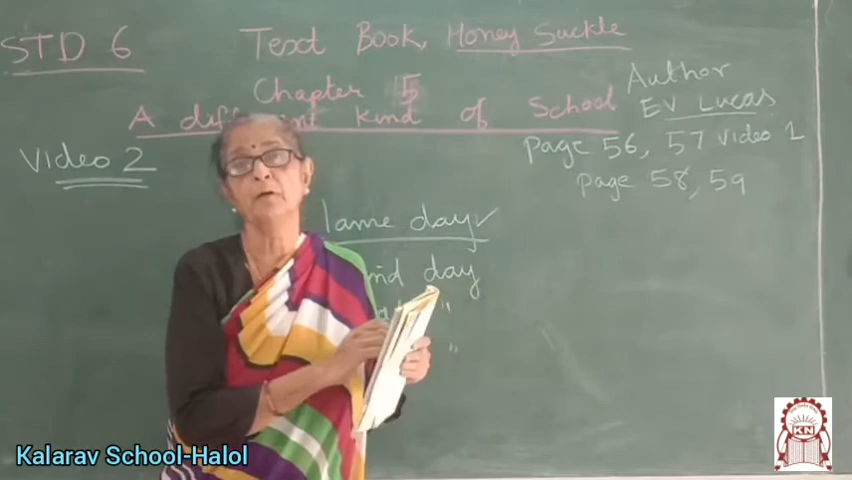 STD 6
Text Book, Honey Suckle
Chapter 5
A different kind of School
Author
EV Lucas
Page 56, 57 Video 1
Page 58, 59
Video 2
lame day ✓
day
"
"
KN
Kalarav School-Halol